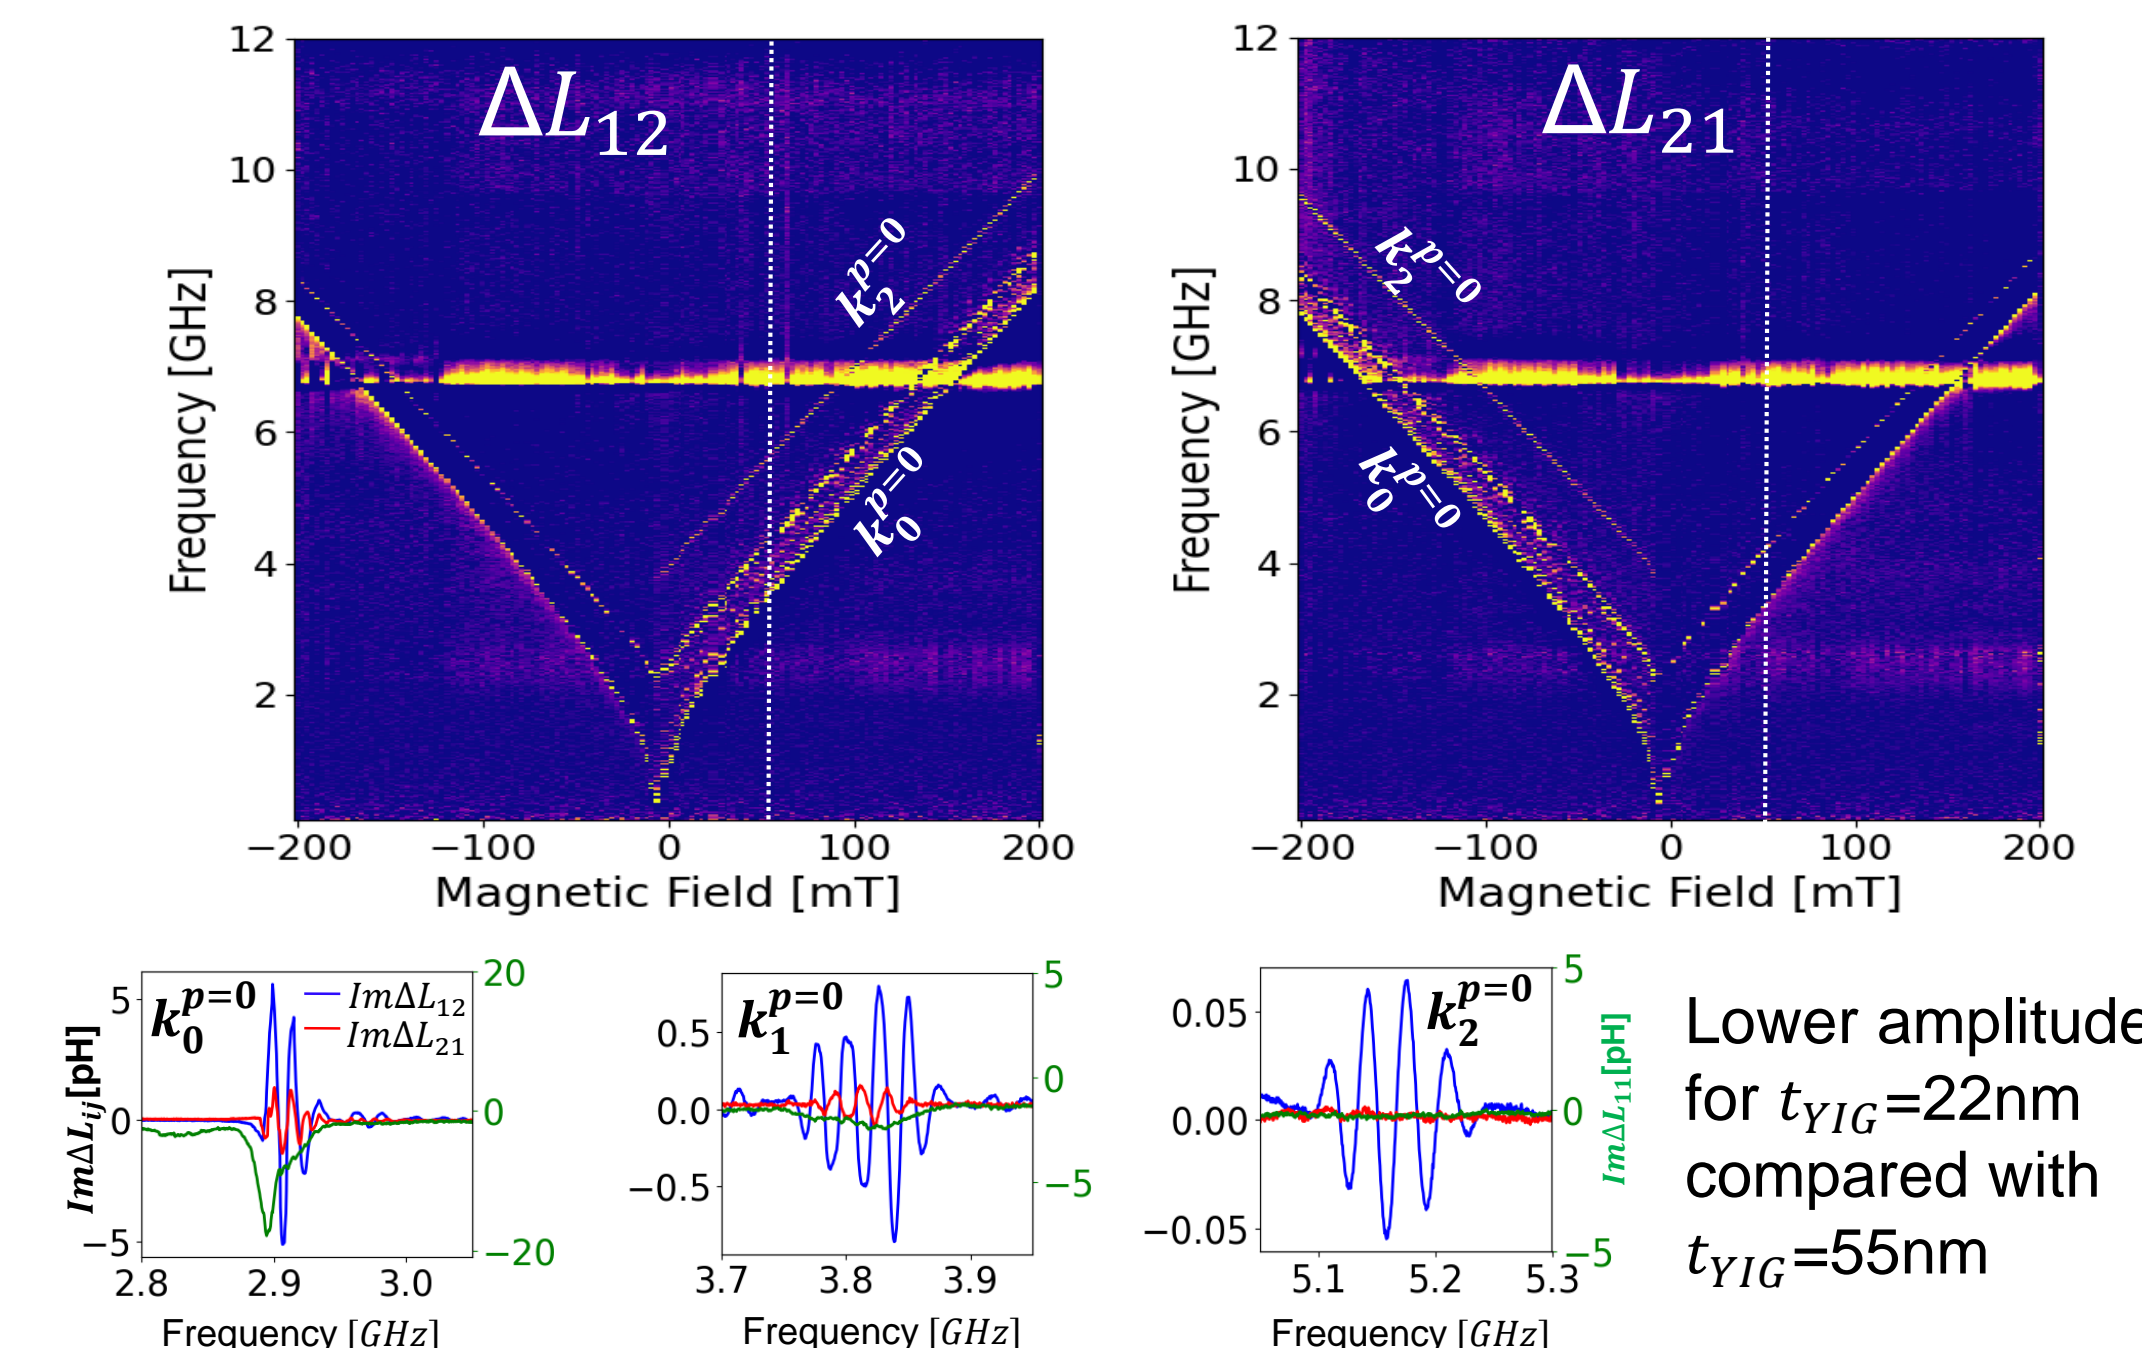 12
10
8
6
4
2
Frequency [GHz]
ΔL₁₂
k₂ᵖ⁼⁰
k₀ᵖ⁼⁰
−200 −100 0 100 200
Magnetic Field [mT]
12
10
8
6
4
2
Frequency [GHz]
ΔL₂₁
k₂ᵖ⁼⁰
k₀ᵖ⁼⁰
−200 −100 0 100 200
Magnetic Field [mT]
ImΔL_ij[pH]
5
0
−5
k₀ᵖ⁼⁰
ImΔL₁₂
ImΔL₂₁
20
0
−20
2.8 2.9 3.0
Frequency [GHz]
0.5
0.0
−0.5
k₁ᵖ⁼⁰
5
0
−5
3.7 3.8 3.9
Frequency [GHz]
0.05
0.00
−0.05
k₂ᵖ⁼⁰
5
0
−5
ImΔL₁₁[pH]
5.1 5.2 5.3
Frequency [GHz]
Lower amplitude
for t_YIG=22nm
compared with
t_YIG=55nm